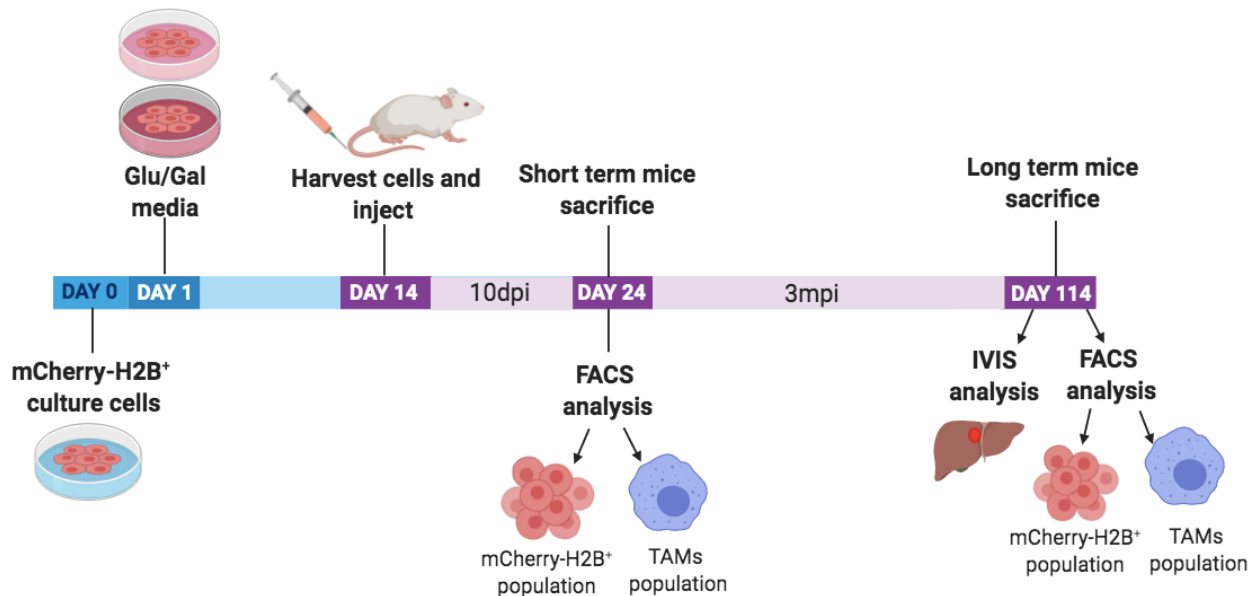 Glu/Gal
media
Harvest cells and
inject
Short term mice
sacrifice
Long term mice
sacrifice
DAY 0
DAY 1
DAY 14
10dpi
DAY 24
3mpi
DAY 114
mCherry-H2B⁺
culture cells
FACS
analysis
mCherry-H2B⁺
population
TAMs
population
IVIS
analysis
FACS
analysis
mCherry-H2B⁺
population
TAMs
population